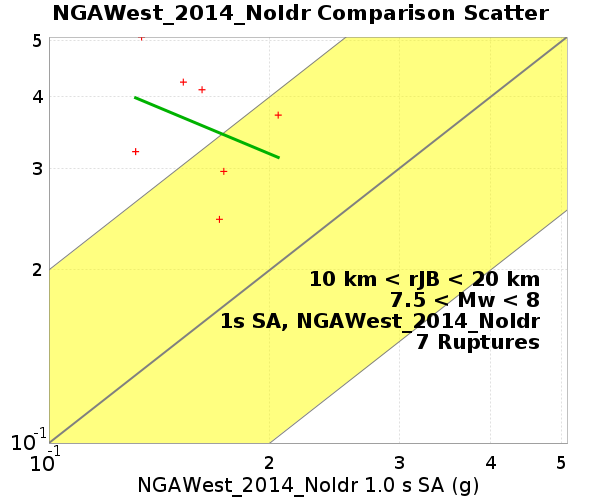 NGAWest_2014_NoIdr Comparison Scatter
5
4
3
2
10^-1
10 km < rJB < 20 km
7.5 < Mw < 8
1s SA, NGAWest_2014_NoIdr
7 Ruptures
10^-1 2 3 4 5
NGAWest_2014_NoIdr 1.0 s SA (g)